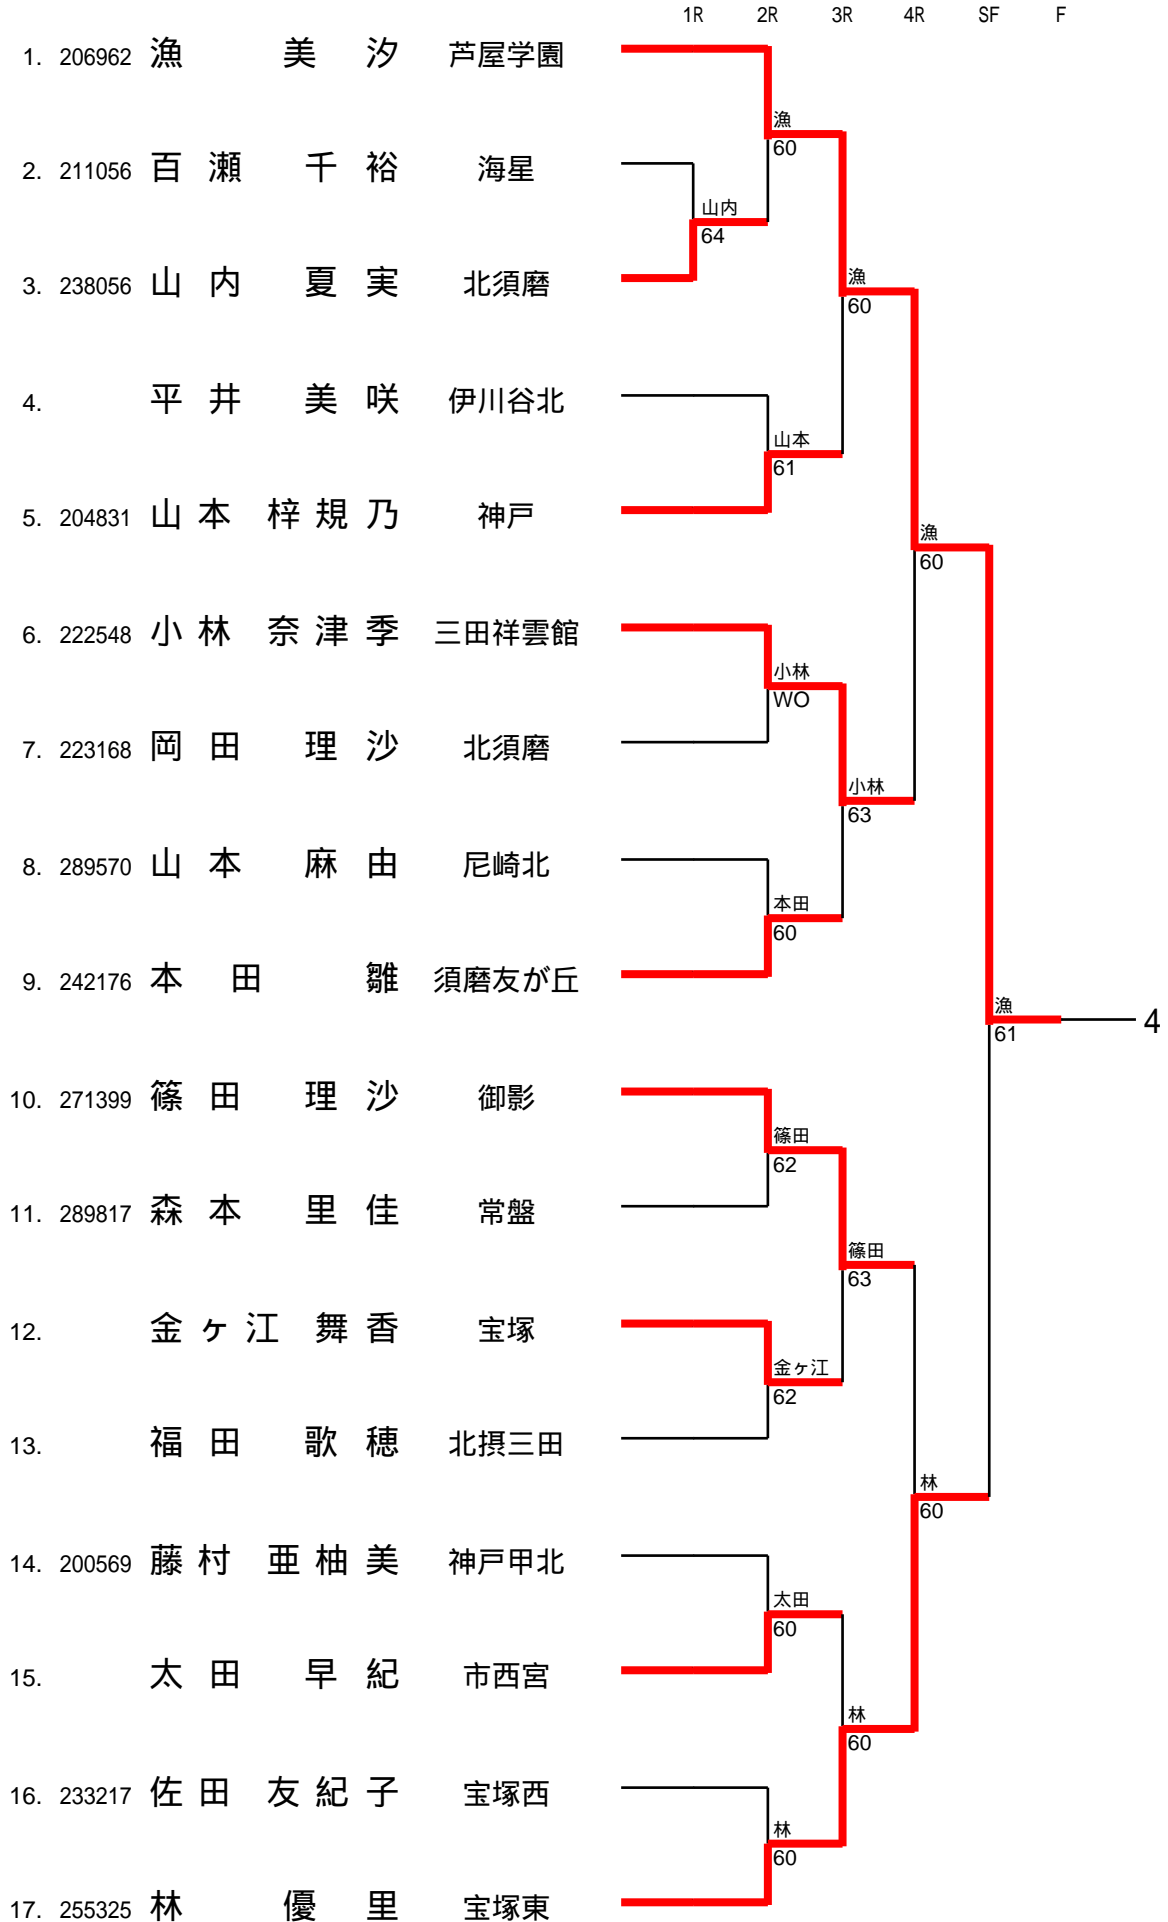 1R 2R 3R 4R SF F
1. 206962 漁 美 汐 芦屋学園
漁
60
2. 211056 百 瀬 千 裕 海星
山内
64
3. 238056 山 内 夏 実 北須磨
漁
60
4. 平 井 美 咲 伊川谷北
山本
61
5. 204831 山 本 梓 規 乃 神戸
漁
60
6. 222548 小 林 奈 津 季 三田祥雲館
小林
WO
7. 223168 岡 田 理 沙 北須磨
小林
63
8. 289570 山 本 麻 由 尼崎北
本田
60
9. 242176 本 田 雛 須磨友が丘
漁
61
4
10. 271399 篠 田 理 沙 御影
篠田
62
11. 289817 森 本 里 佳 常盤
篠田
63
12. 金 ヶ 江 舞 香 宝塚
金ヶ江
62
13. 福 田 歌 穂 北摂三田
林
60
14. 200569 藤 村 亜 柚 美 神戸甲北
太田
60
15. 太 田 早 紀 市西宮
林
60
16. 233217 佐 田 友 紀 子 宝塚西
林
60
17. 255325 林 優 里 宝塚東